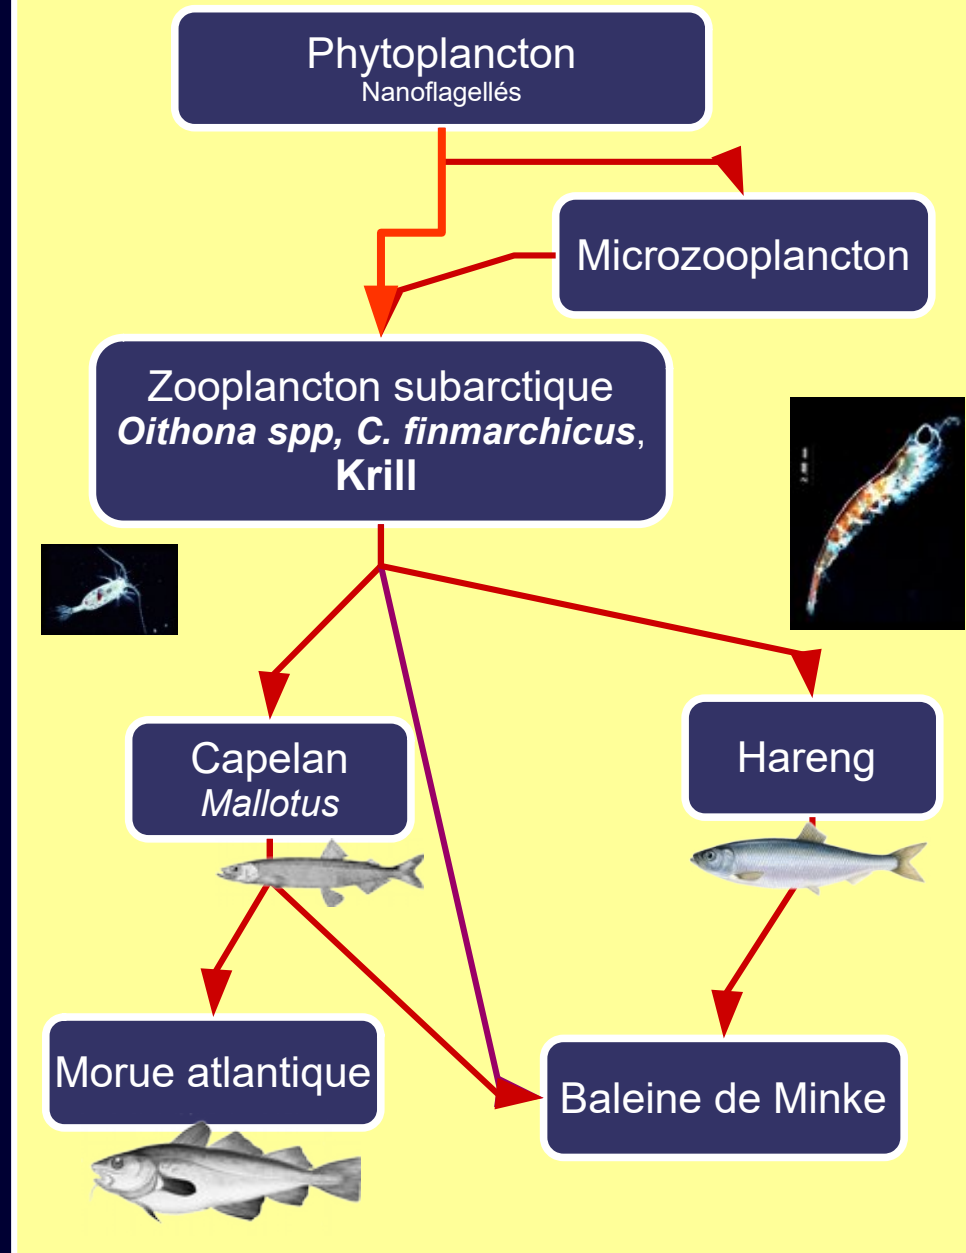 Phytoplancton
Nanoflagellés
Microzooplancton
Zooplancton subarctique
Oithona spp, C. finmarchicus,
Krill
Capelan
Mallotus
Hareng
Morue atlantique
Baleine de Minke